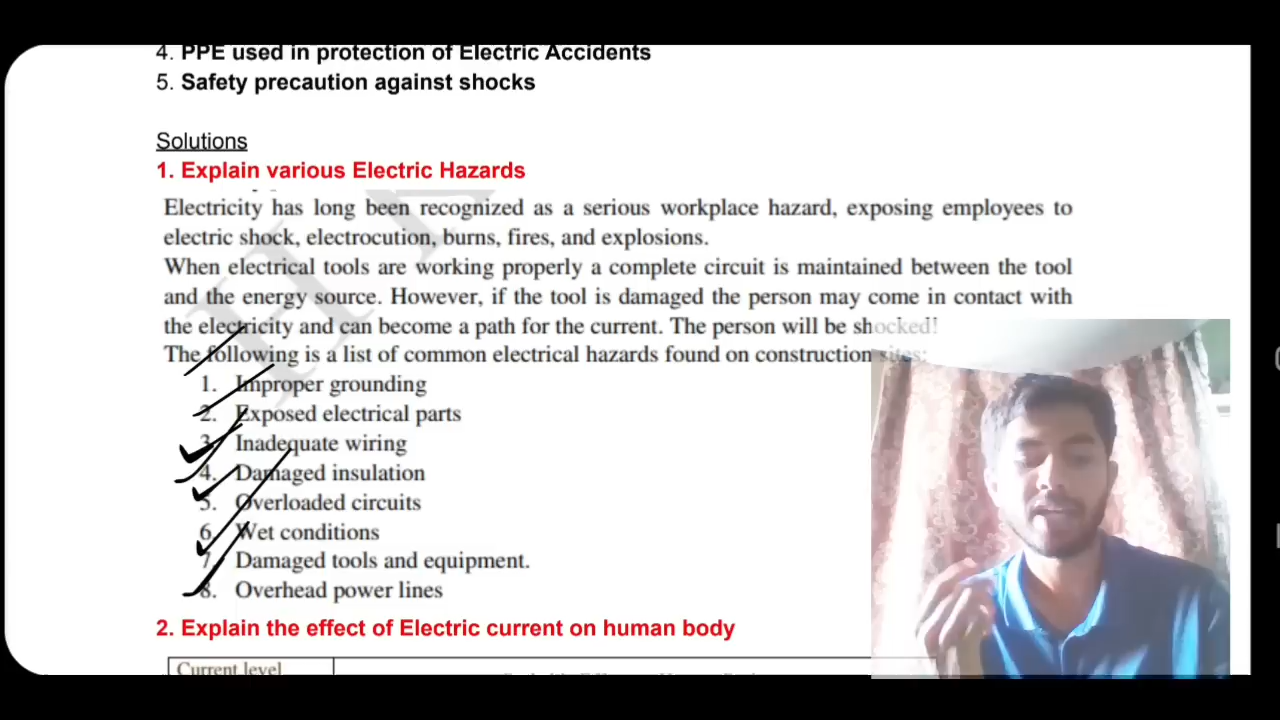 4. PPE used in protection of Electric Accidents
5. Safety precaution against shocks
Solutions
1. Explain various Electric Hazards
Electricity has long been recognized as a serious workplace hazard, exposing employees to
electric shock, electrocution, burns, fires, and explosions.
When electrical tools are working properly a complete circuit is maintained between the tool
and the energy source. However, if the tool is damaged the person may come in contact with
the electricity and can become a path for the current. The person will be shocked!
The following is a list of common electrical hazards found on construction sites:
1. Improper grounding
2. Exposed electrical parts
3. Inadequate wiring
4. Damaged insulation
5. Overloaded circuits
6. Wet conditions
7. Damaged tools and equipment.
8. Overhead power lines
2. Explain the effect of Electric current on human body
Current level